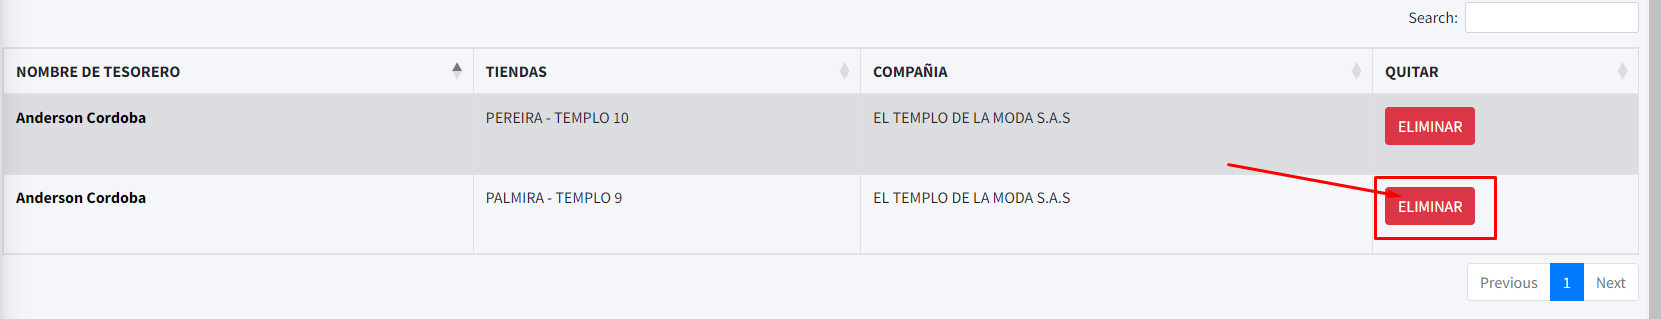 Search:
NOMBRE DE TESORERO TIENDAS COMPAÑIA QUITAR
Anderson Cordoba PEREIRA - TEMPLO 10 EL TEMPLO DE LA MODA S.A.S ELIMINAR
Anderson Cordoba PALMIRA - TEMPLO 9 EL TEMPLO DE LA MODA S.A.S ELIMINAR
Previous 1 Next